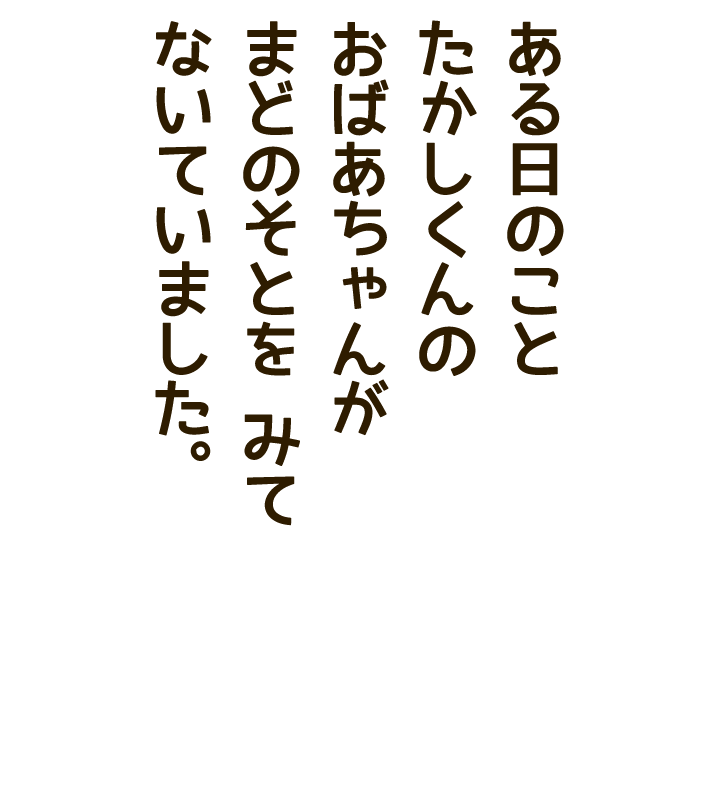 ある日のこと
たかしくんの
おばあちゃんが
まどのそとを みて
ないていました。